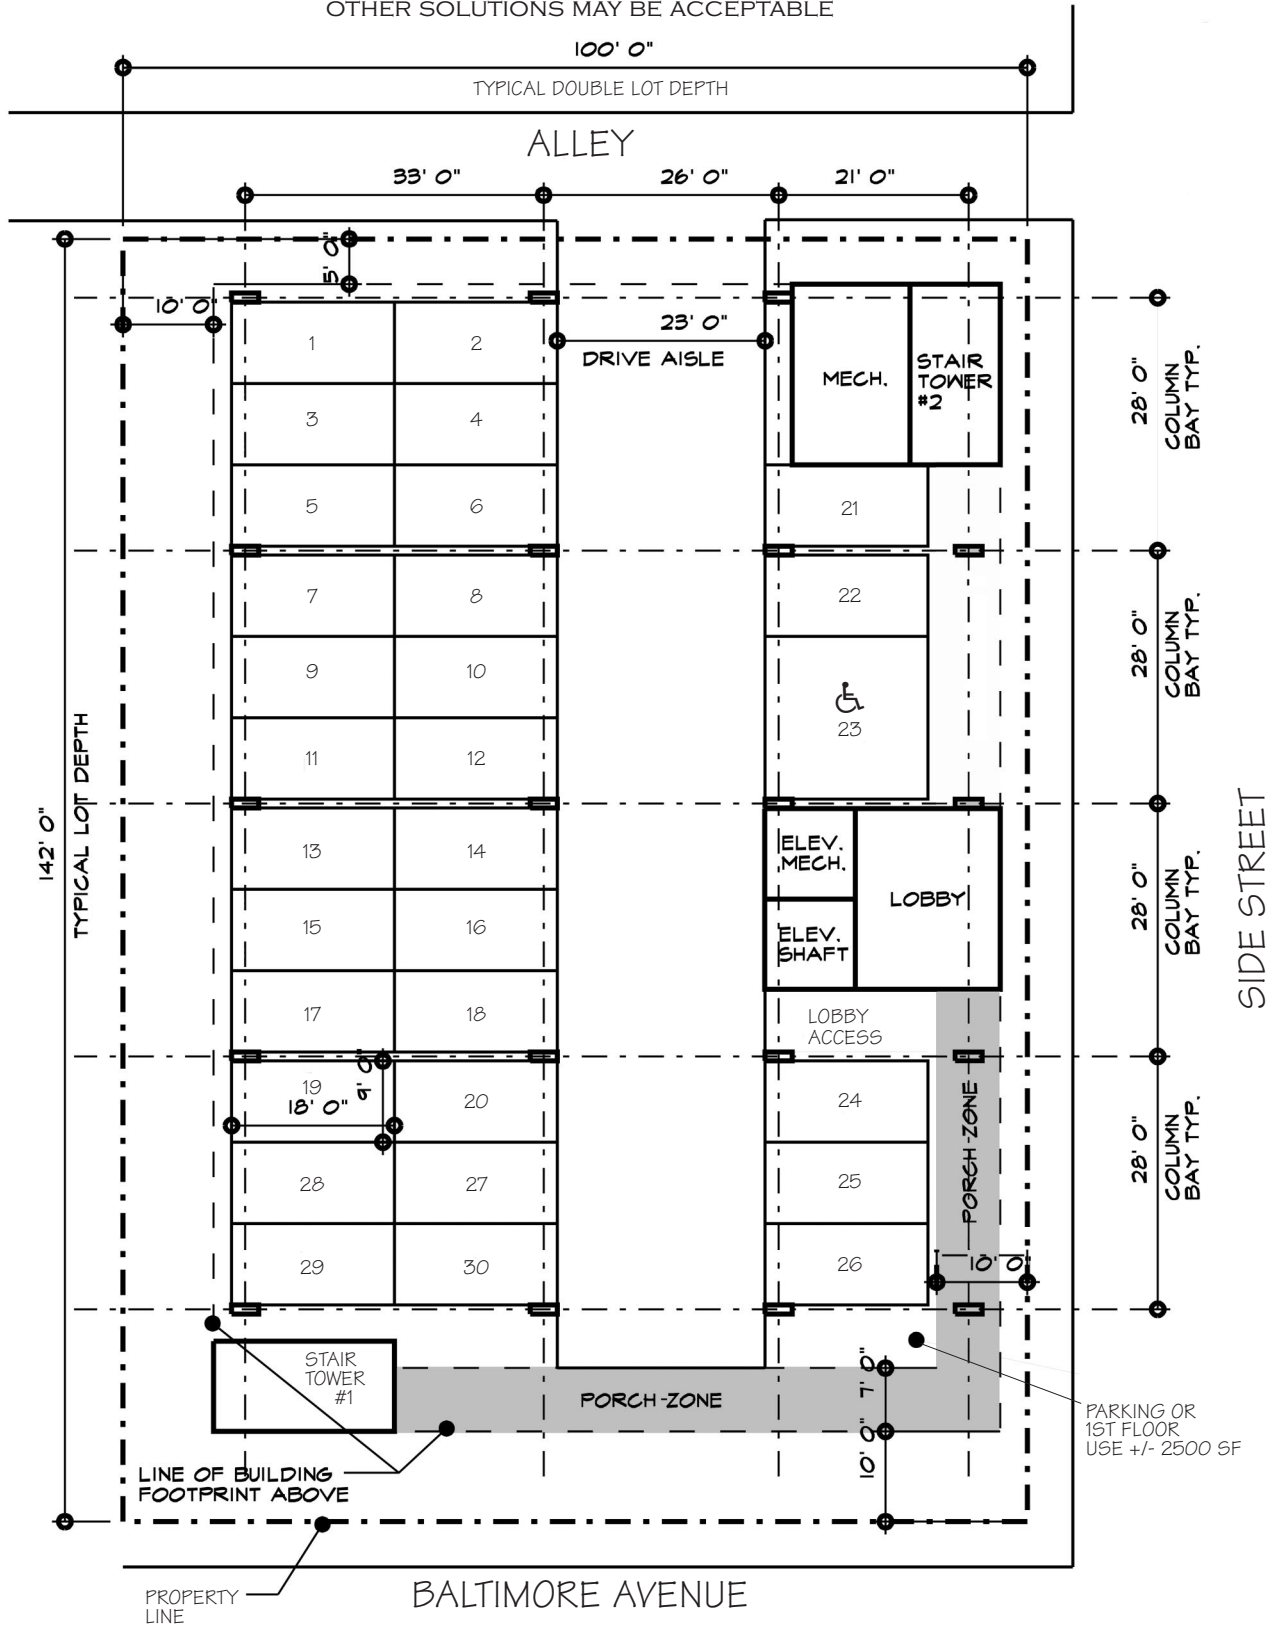 OTHER SOLUTIONS MAY BE ACCEPTABLE
100' 0"
TYPICAL DOUBLE LOT DEPTH
ALLEY
33' 0"
26' 0"
21' 0"
5' 0"
10' 0"
23' 0"
DRIVE AISLE
1
2
3
4
5
6
7
8
9
10
11
12
13
14
15
16
17
18
19
18' 0"
9' 0"
20
28
27
29
30
MECH.
STAIR
TOWER
#2
21
22
23
ELEV.
MECH.
ELEV.
SHAFT
LOBBY
LOBBY
ACCESS
24
25
26
PORCH-ZONE
10' 0"
28' 0"
COLUMN
BAY TYP.
28' 0"
COLUMN
BAY TYP.
28' 0"
COLUMN
BAY TYP.
28' 0"
COLUMN
BAY TYP.
SIDE STREET
142' 0"
TYPICAL LOT DEPTH
STAIR
TOWER
#1
PORCH-ZONE
7' 0"
10' 0"
PARKING OR
1ST FLOOR
USE +/- 2500 SF
LINE OF BUILDING
FOOTPRINT ABOVE
PROPERTY
LINE
BALTIMORE AVENUE